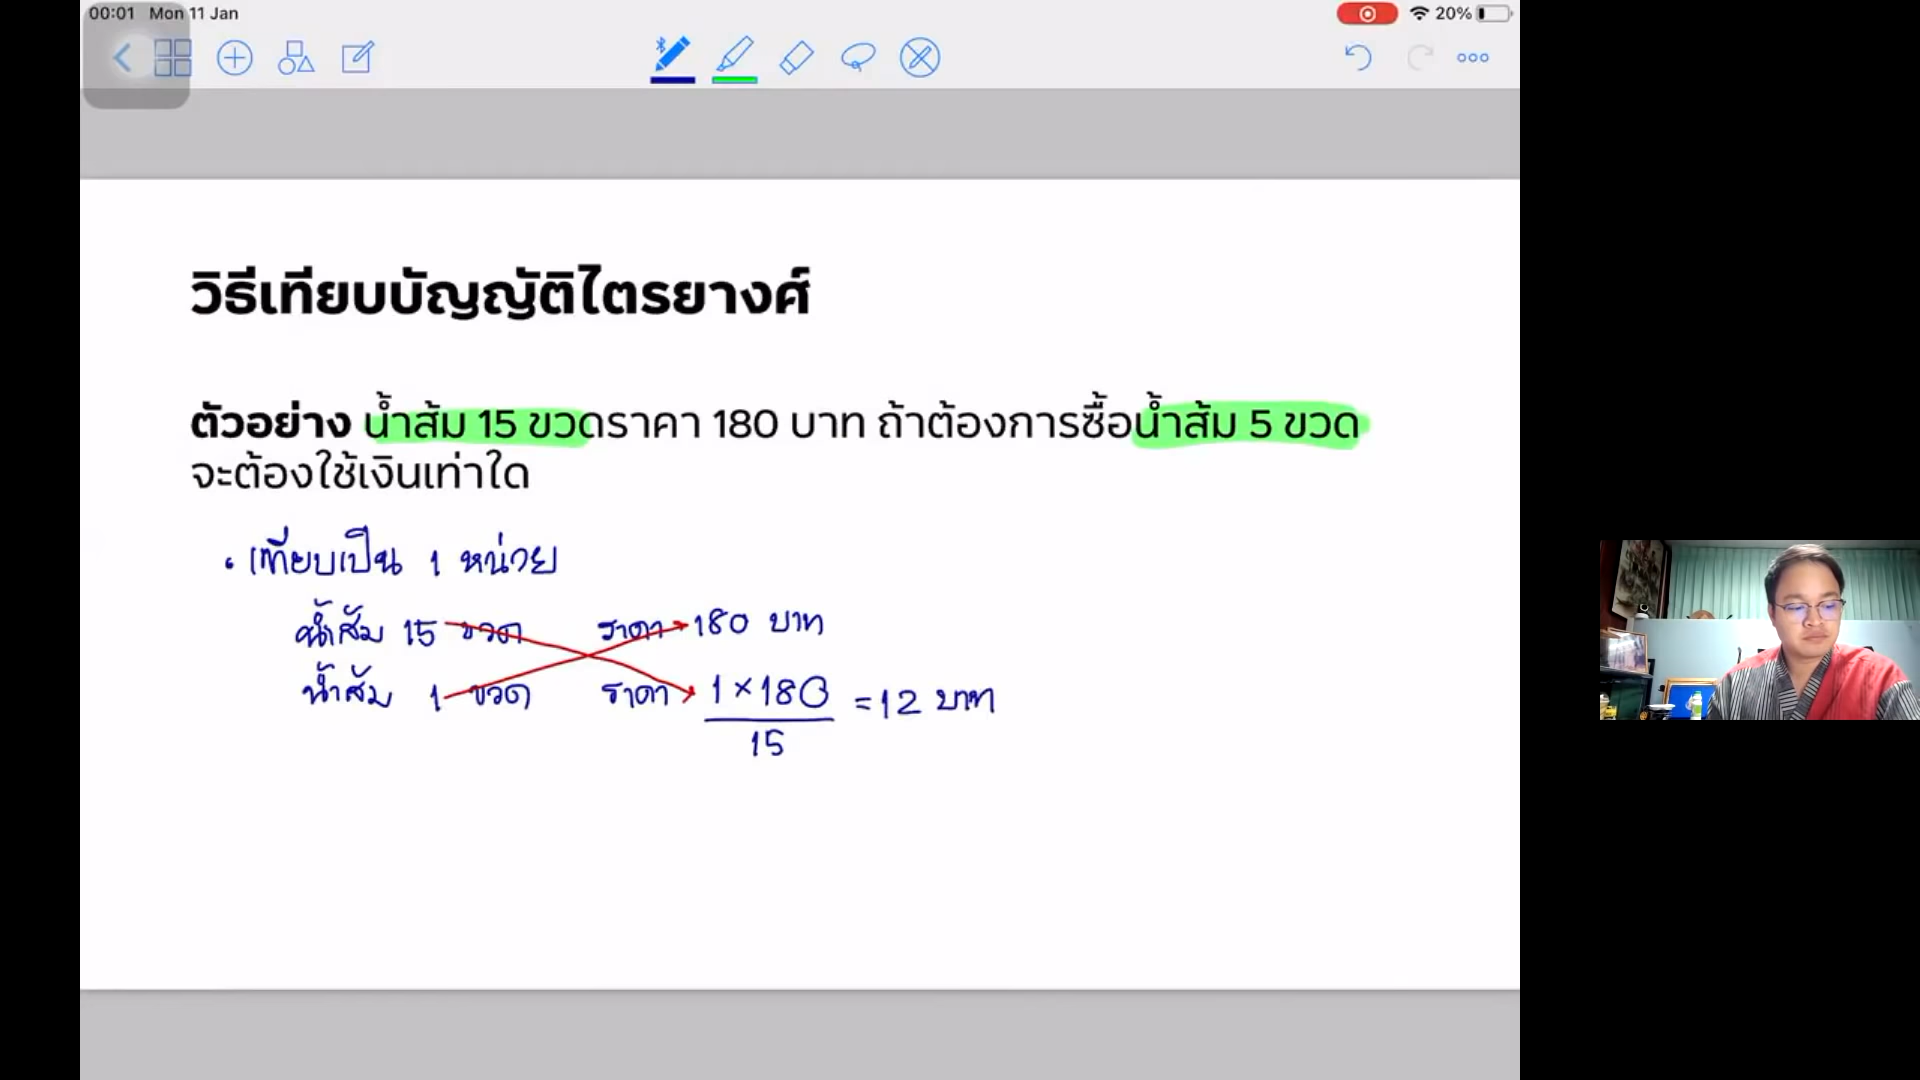 00:01 Mon 11 Jan
20%
วิธีเทียบบัญญัติไตรยางศ์
ตัวอย่าง น้ำส้ม 15 ขวดราคา 180 บาท ถ้าต้องการซื้อน้ำส้ม 5 ขวด
จะต้องใช้เงินเท่าใด
• เทียบเป็น 1 หน่วย
น้ำส้ม 15 ขวด ราคา 180 บาท
น้ำส้ม 1 ขวด ราคา 1 × 180 = 12 บาท
15